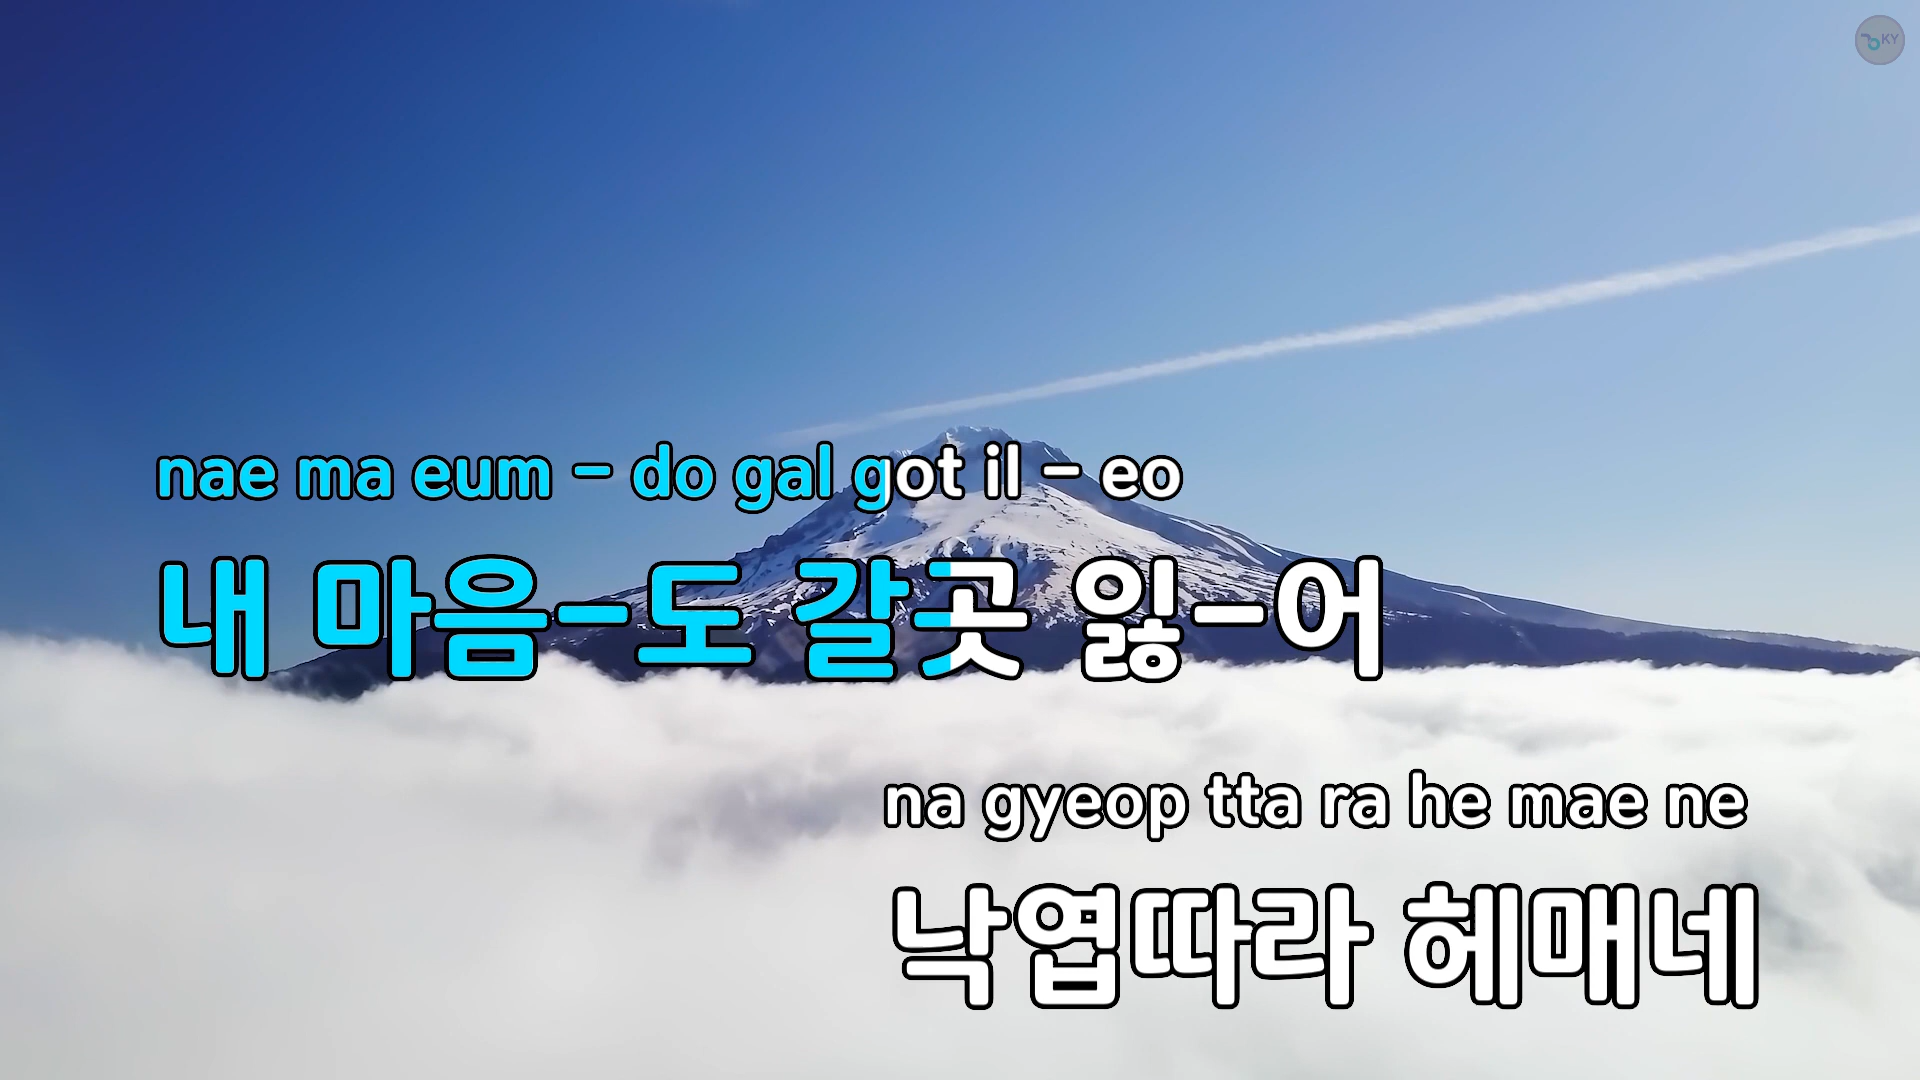 KY
nae ma eum - do gal got il - eo
내 마음-도 갈곳 잃-어
na gyeop tta ra he mae ne
낙엽따라 헤매네